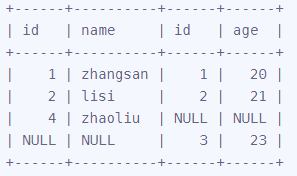 +------+----------+------+------+
| id   | name     | id   | age  |
+------+----------+------+------+
|    1 | zhangsan |    1 |   20 |
|    2 | lisi     |    2 |   21 |
|    4 | zhaoliu  | NULL | NULL |
| NULL | NULL     |    3 |   23 |
+------+----------+------+------+